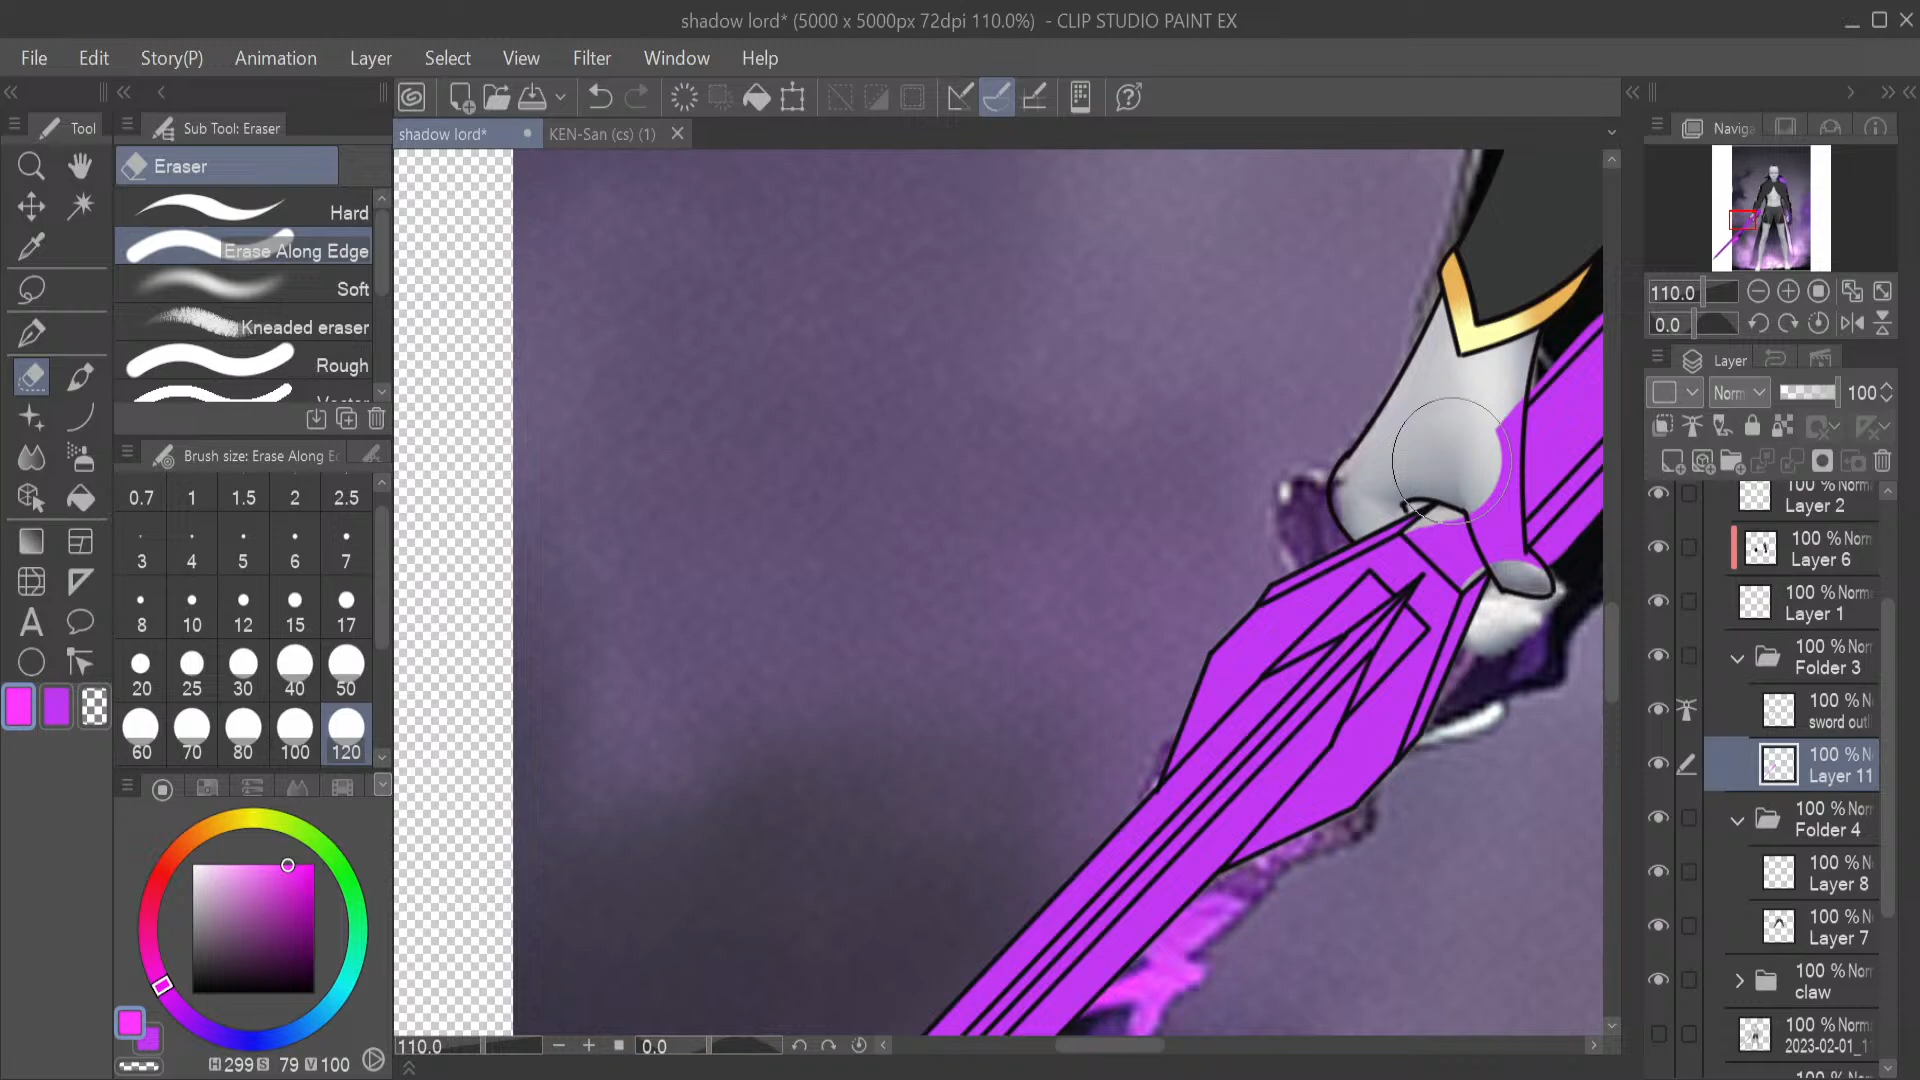 shadow lord* (5000 x 5000px 72dpi 110.0%)  - CLIP STUDIO PAINT EX
File Edit Story(P) Animation Layer Select View Filter Window Help
Tool
Sub Tool: Eraser
shadow lord*
KEN-San (cs) (1)
Eraser
Hard
Erase Along Edge
Soft
Kneaded eraser
Rough
Brush size: Erase Along E
0.7 1 1.5 2 2.5
3 4 5 6 7
8 10 12 15 17
20 25 30 40 50
60 70 80 100 120
H 299 S 79 V 100
110.0
0.0
Naviga
110.0
0.0
Layer
Norm
100
100 % Norm
Layer 2
100 % Norm
Layer 6
100 % Norm
Layer 1
100 % Norm
Folder 3
100 % N
sword outl
100 % N
Layer 11
100 % Norm
Folder 4
100 % N
Layer 8
100 % N
Layer 7
100 % Norm
claw
100 % Norm
2023-02-01_1